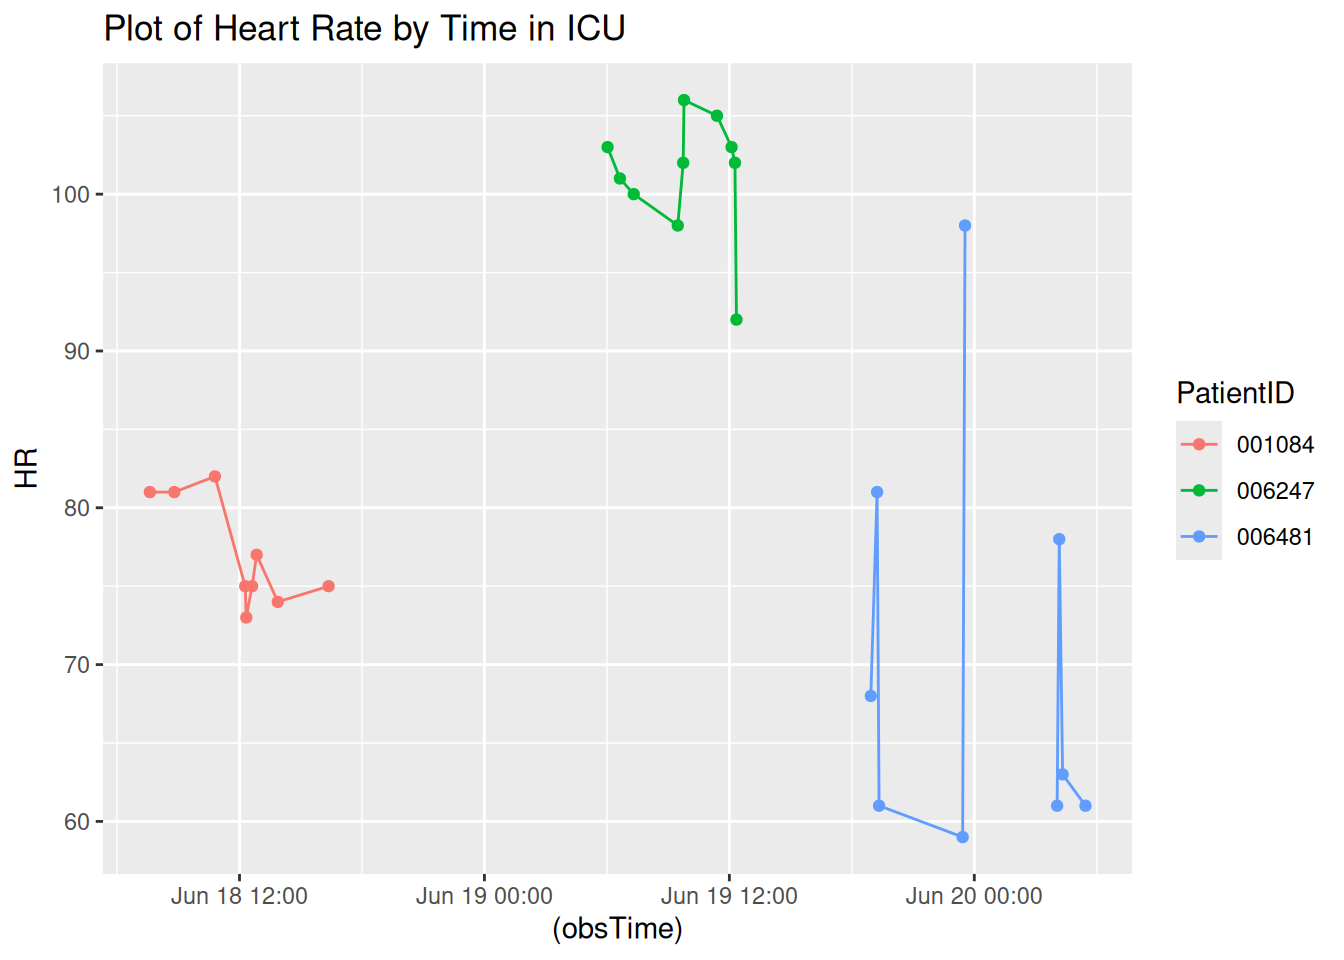 Plot of Heart Rate by Time in ICU
100
90
80
70
60
HR
Jun 18 12:00
Jun 19 00:00
Jun 19 12:00
Jun 20 00:00
(obsTime)
PatientID
001084
006247
006481